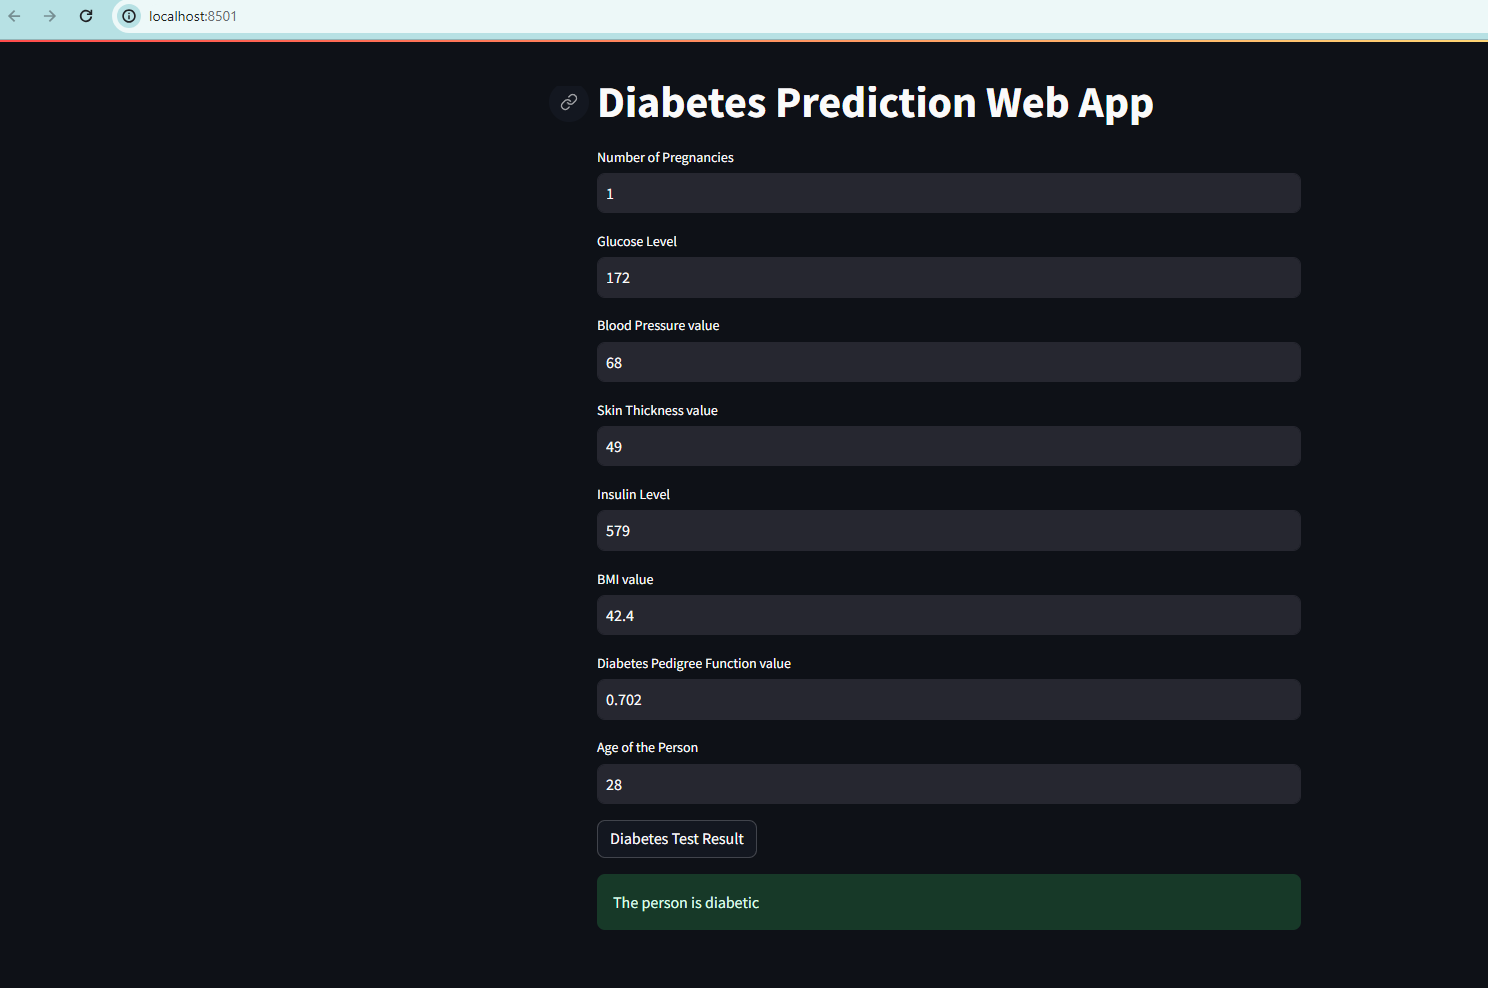 localhost:8501
Diabetes Prediction Web App
Number of Pregnancies
1
Glucose Level
172
Blood Pressure value
68
Skin Thickness value
49
Insulin Level
579
BMI value
42.4
Diabetes Pedigree Function value
0.702
Age of the Person
28
Diabetes Test Result
The person is diabetic